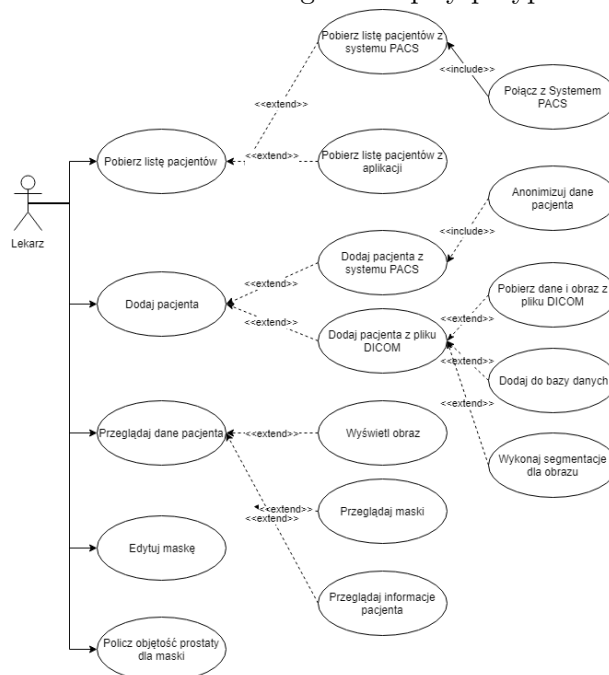 Pobierz listę pacjentów z
systemu PACS
<<include>>
Połącz z Systemem
PACS
<<extend>>
Pobierz listę pacjentów
<<extend>>
Pobierz listę pacjentów z
aplikacji
Lekarz
Anonimizuj dane
pacjenta
<<include>>
Dodaj pacjenta z
systemu PACS
<<extend>>
Dodaj pacjenta
<<extend>>
Dodaj pacjenta z pliku
DICOM
Pobierz dane i obraz z
pliku DICOM
<<extend>>
<<extend>>
Dodaj do bazy danych
<<extend>>
Wykonaj segmentacje
dla obrazu
Przeglądaj dane pacjenta
<<extend>>
Wyświetl obraz
<<extend>>
<<extend>>
Przeglądaj maski
Edytuj maskę
Przeglądaj informacje
pacjenta
Policz objętość prostaty
dla maski